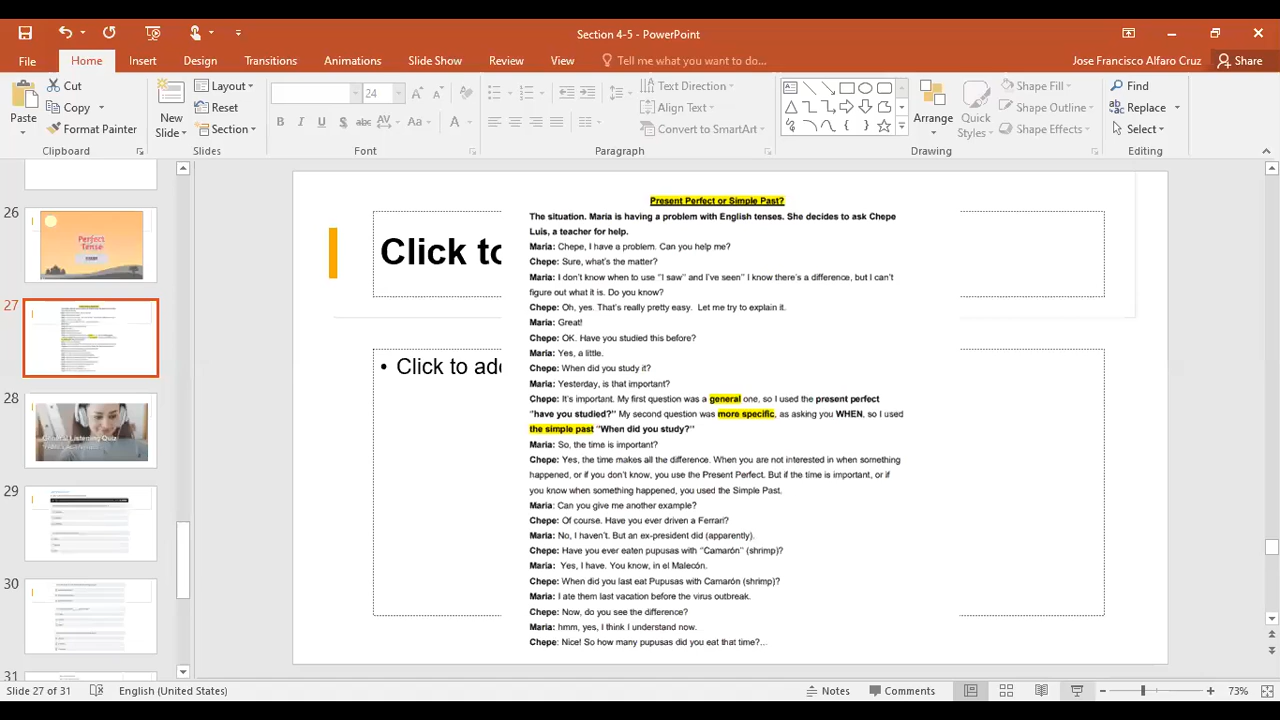 Section 4-5 - PowerPoint
File Home Insert Design Transitions Animations Slide Show Review View Tell me what you want to do... Jose Francisco Alfaro Cruz Share
Paste
Cut
Copy
Format Painter
Clipboard
New
Slide
Layout
Reset
Section
Slides
24
B I U S abc AV Aa A
Font
Text Direction
Align Text
Convert to SmartArt
Paragraph
Arrange
Quick
Styles
Shape Fill
Shape Outline
Shape Effects
Drawing
Find
Replace
Select
Editing
26
Perfect
Tense
27
28
General Listening Quiz
29
30
31
Click to
• Click to add
Present Perfect or Simple Past?
The situation. Maria is having a problem with English tenses. She decides to ask Chepe
Luis, a teacher for help.
Maria: Chepe, I have a problem. Can you help me?
Chepe: Sure, what's the matter?
Maria: I don't know when to use "I saw" and I've seen" I know there's a difference, but I can't
figure out what it is. Do you know?
Chepe: Oh, yes. That's really pretty easy. Let me try to explain it.
Maria: Great!
Chepe: OK. Have you studied this before?
Maria: Yes, a little.
Chepe: When did you study it?
Maria: Yesterday, is that important?
Chepe: It's important. My first question was a general one, so I used the present perfect
"have you studied?" My second question was more specific, as asking you WHEN, so I used
the simple past "When did you study?"
Maria: So, the time is important?
Chepe: Yes, the time makes all the difference. When you are not interested in when something
happened, or if you don't know, you use the Present Perfect. But if the time is important, or if
you know when something happened, you used the Simple Past.
Maria: Can you give me another example?
Chepe: Of course. Have you ever driven a Ferrari?
Maria: No, I haven't. But an ex-president did (apparently).
Chepe: Have you ever eaten pupusas with "Camarón" (shrimp)?
Maria: Yes, I have. You know, in el Malecón.
Chepe: When did you last eat Pupusas with Camarón (shrimp)?
Maria: I ate them last vacation before the virus outbreak.
Chepe: Now, do you see the difference?
Maria: hmm, yes, I think I understand now.
Chepe: Nice! So how many pupusas did you eat that time?...
Slide 27 of 31 English (United States) Notes Comments 73%